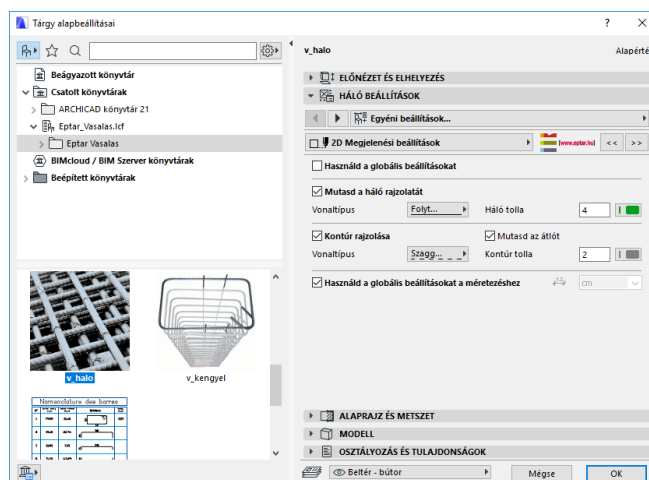 Tárgy alapbeállításai
v_halo
Alapérté
Beágyazott könyvtár
Csatolt könyvtárak
ARCHICAD könyvtár 21
Eptar_Vasalas.lcf
Eptar Vasalas
BIMcloud / BIM Szerver könyvtárak
Beépített könyvtárak
v_halo
v_kengyel
Nomenclature des barres
ELŐNÉZET ÉS ELHELYEZÉS
HÁLÓ BEÁLLÍTÁSOK
Egyéni beállítások...
2D Megjelenési beállítások
[www.eptar.hu]
<< >>
Használd a globális beállításokat
Mutasd a háló rajzolatát
Vonaltípus Folyt... Háló tolla 4
Kontúr rajzolása Mutasd az átlót
Vonaltípus Szagg... Kontúr tolla 2
Használd a globális beállításokat a méretezéshez cm
ALAPRAJZ ÉS METSZET
MODELL
OSZTÁLYOZÁS ÉS TULAJDONSÁGOK
Beltér - bútor
Mégse
OK